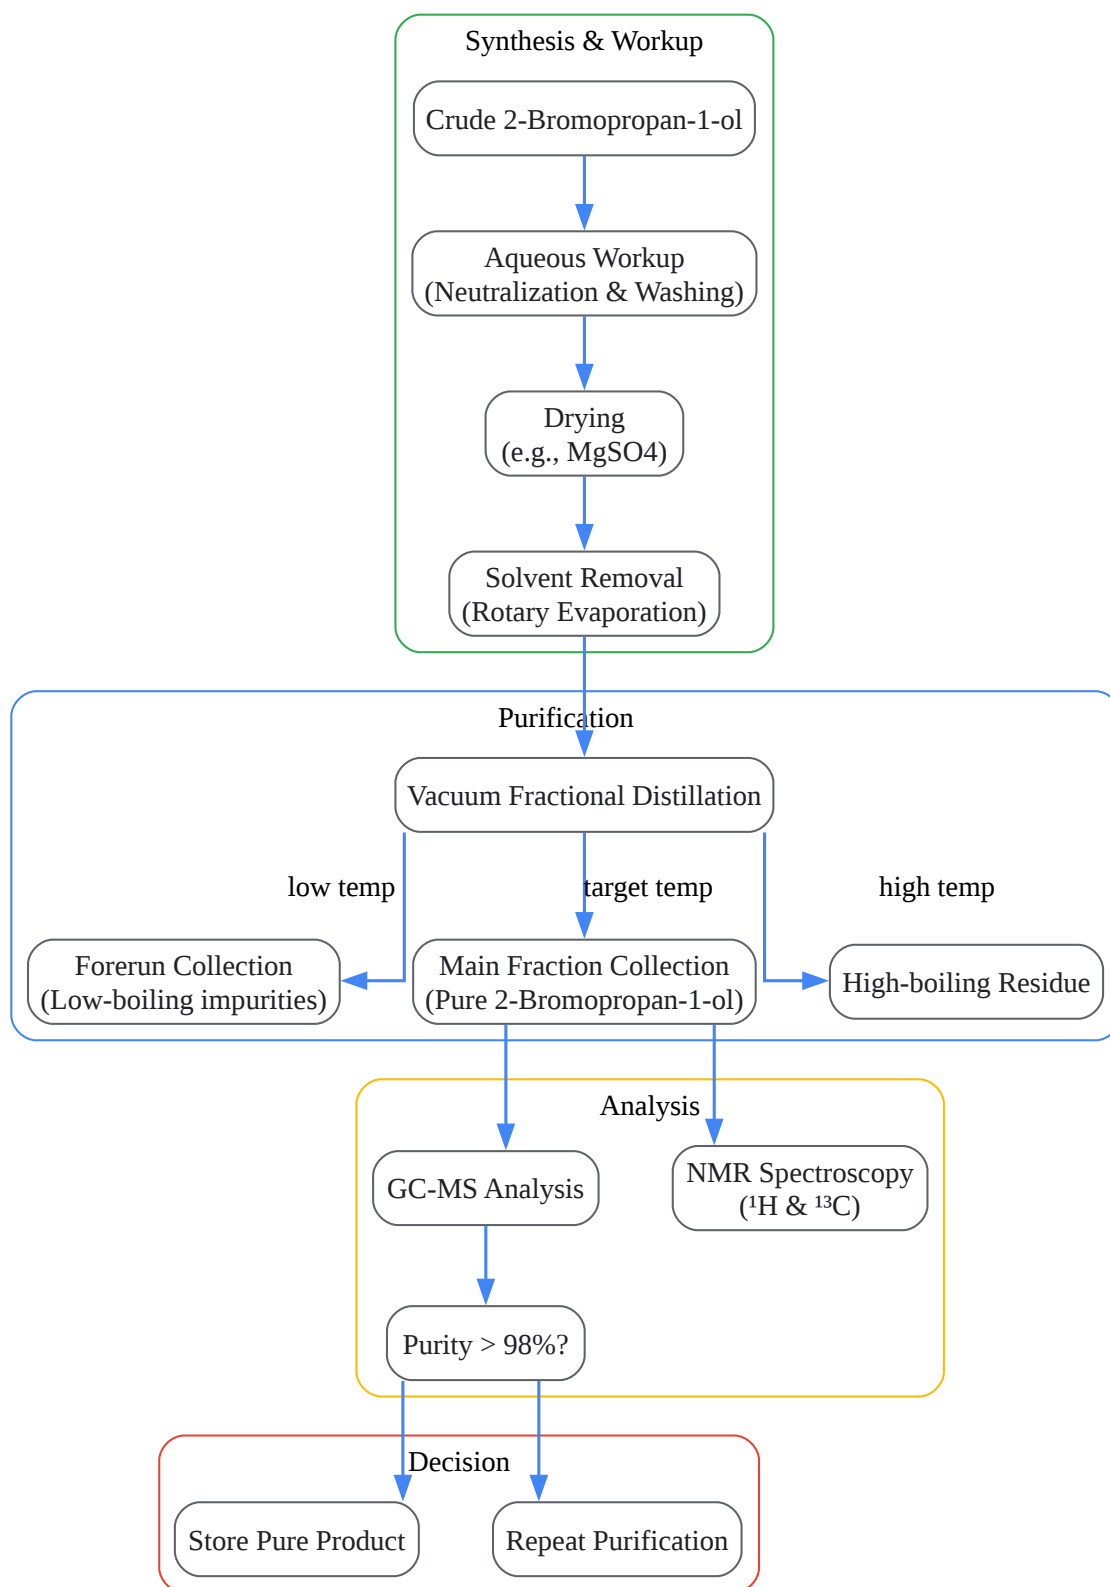 Synthesis & Workup
Crude 2-Bromopropan-1-ol
Aqueous Workup
(Neutralization & Washing)
Drying
(e.g., MgSO4)
Solvent Removal
(Rotary Evaporation)
Purification
Vacuum Fractional Distillation
low temp
target temp
high temp
Forerun Collection
(Low-boiling impurities)
Main Fraction Collection
(Pure 2-Bromopropan-1-ol)
High-boiling Residue
Analysis
GC-MS Analysis
NMR Spectroscopy
(¹H & ¹³C)
Purity > 98%?
Decision
Store Pure Product
Repeat Purification